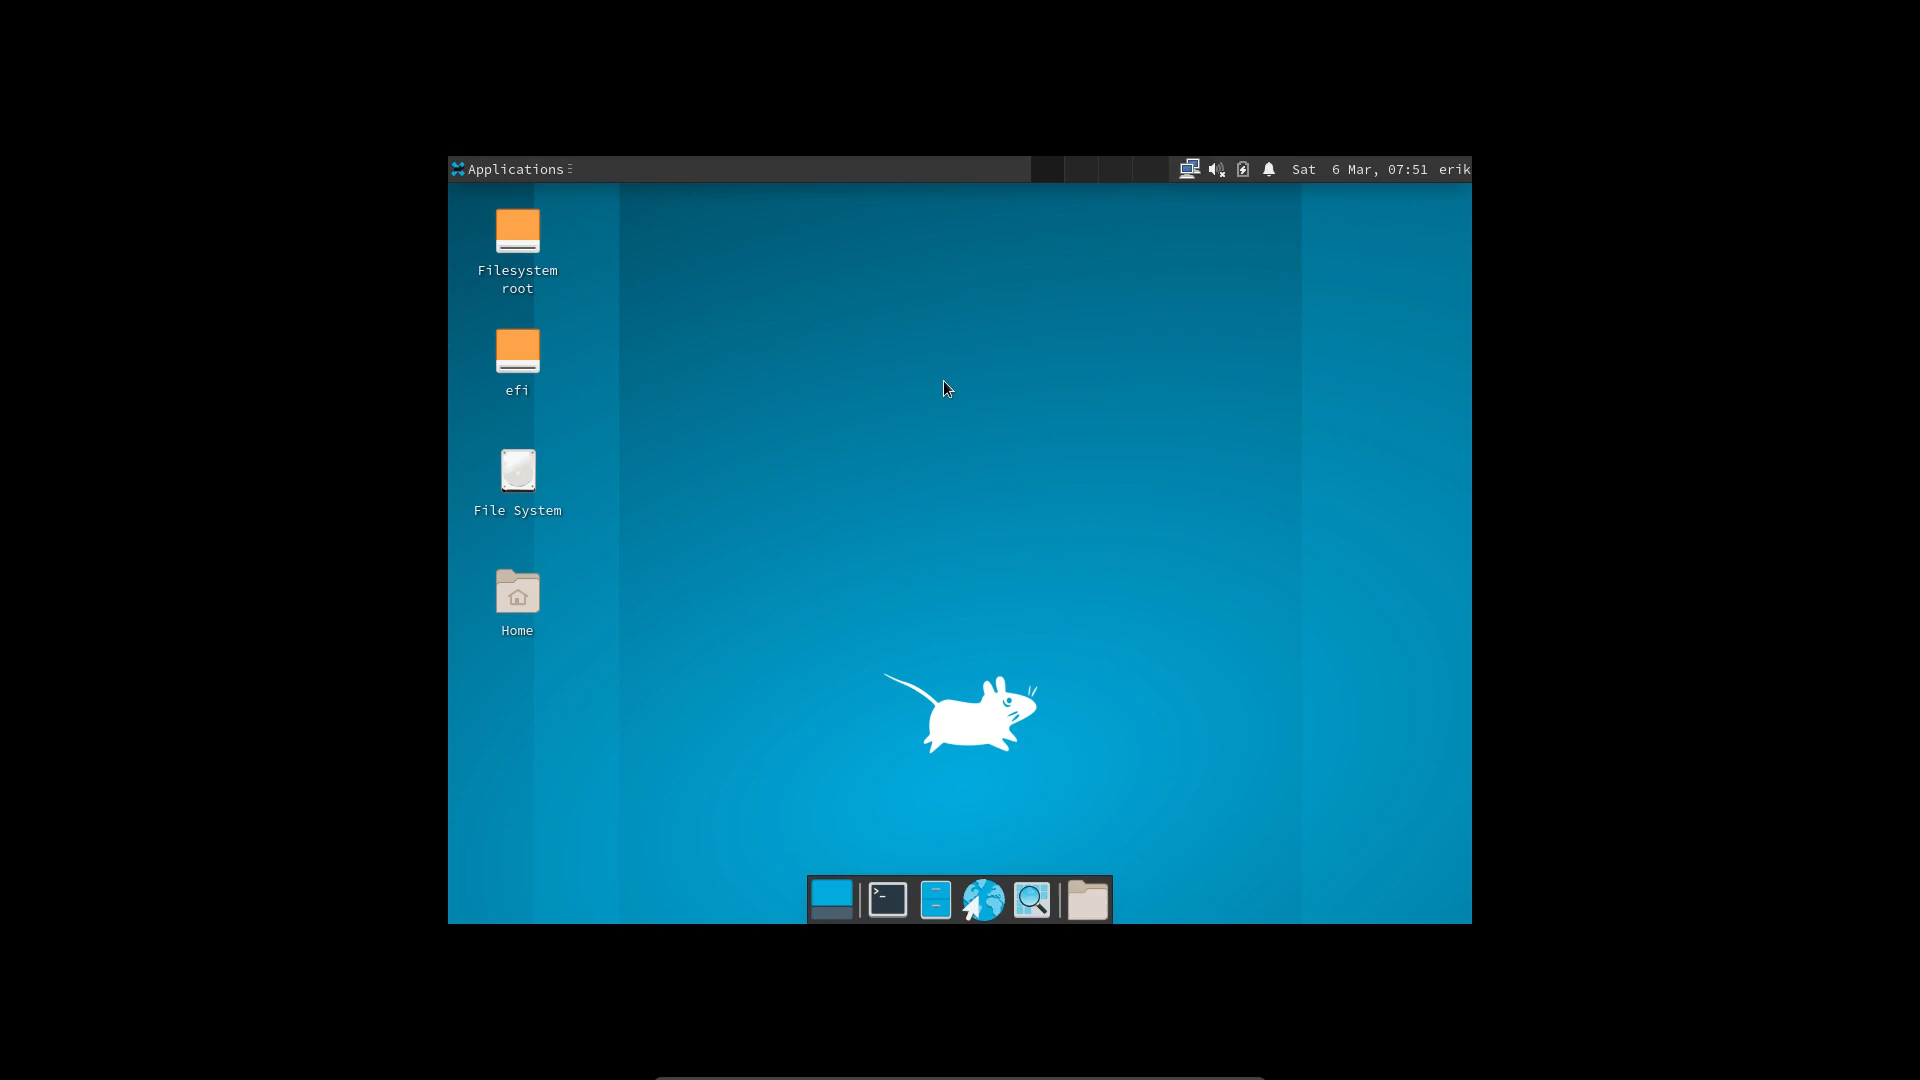 Applications
Sat 6 Mar, 07:51 erik
Filesystem
root
efi
File System
Home
>_